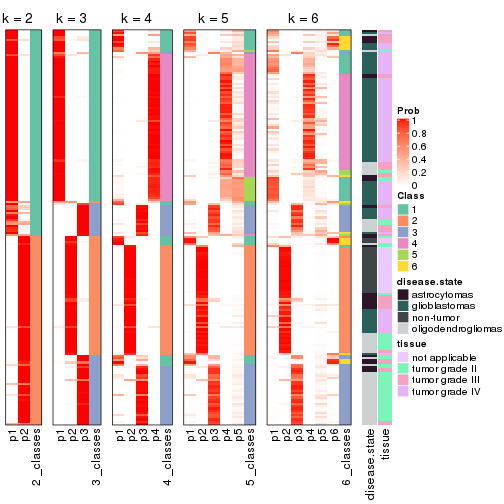 k = 2 k = 3 k = 4 k = 5 k = 6
Prob
1
0.8
0.6
0.4
0.2
0
Class
1
2
3
4
5
6
disease.state
astrocytomas
glioblastomas
non-tumor
oligodendrogliomas
tissue
not applicable
tumor grade II
tumor grade III
tumor grade IV
p1
p2
2_classes
p1
p2
p3
3_classes
p1
p2
p3
p4
4_classes
p1
p2
p3
p4
p5
5_classes
p1
p2
p3
p4
p5
p6
6_classes
disease.state
tissue